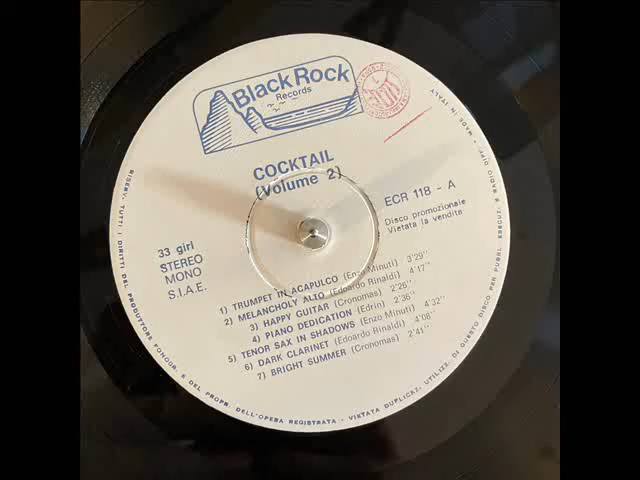 Black Rock
Records
COCKTAIL
(Volume 2)
ECR 118 - A
Disco promozionale
Vietata la vendita
33 giri
STEREO
MONO
S.I.A.E.
1) TRUMPET IN ACAPULCO (Enzo Minuti) 3'29''
2) MELANCHOLY ALTO (Edoardo Rinaldi) 4'17''
3) HAPPY GUITAR (Cronomas) 2'26''
4) PIANO DEDICATION (Edrin) 2'36''
5) TENOR SAX IN SHADOWS (Enzo Minuti) 4'32''
6) DARK CLARINET (Edoardo Rinaldi) 4'08''
7) BRIGHT SUMMER (Cronomas) 2'41''
RISERV. TUTTI I DIRITTI DEL PRODUTTORE FONOGR. E DEL PROPR. DELL'OPERA REGISTRATA - VIETATA DUPLICAZ. UTILIZZ. DI QUESTO DISCO PER PUBBL. ESECUZ. E RADIO DIFF. - MADE IN ITALY